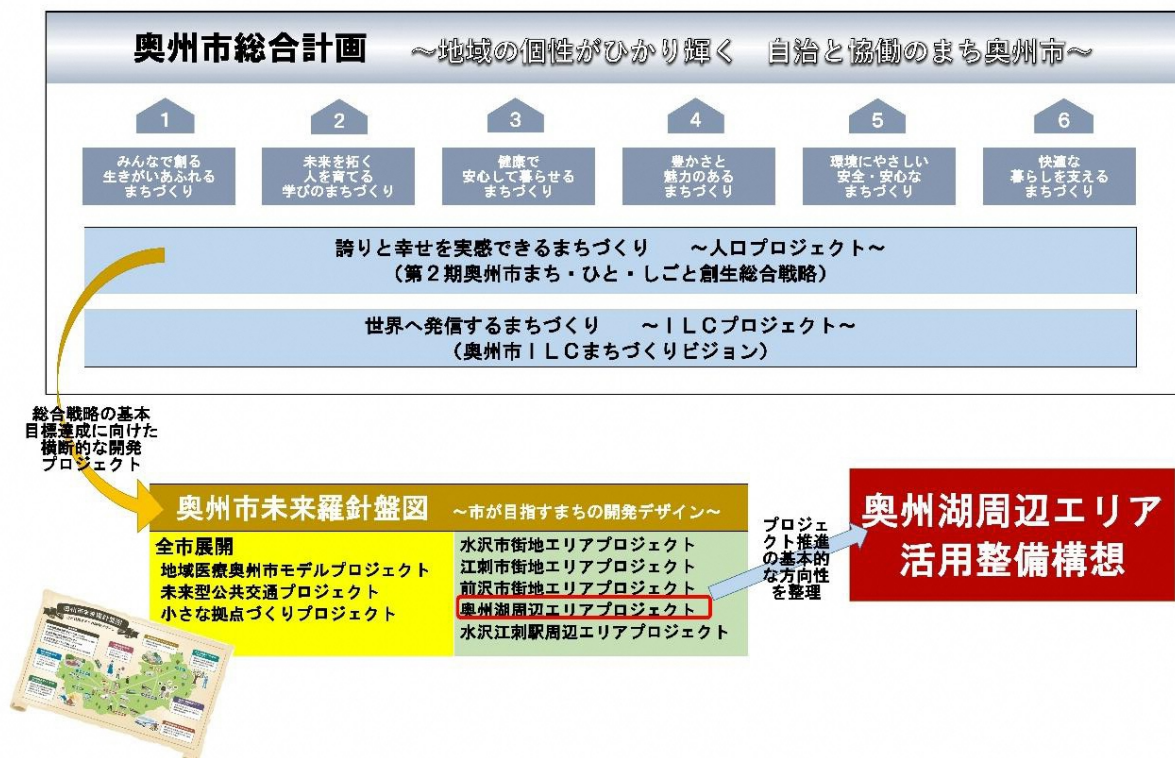 奥州市総合計画 ～地域の個性がひかり輝く 自治と協働のまち奥州市～
1
みんなで創る
生きがいあふれる
まちづくり
2
未来を拓く
人を育てる
学びのまちづくり
3
健康で
安心して暮らせる
まちづくり
4
豊かさと
魅力のある
まちづくり
5
環境にやさしい
安全・安心な
まちづくり
6
快適な
暮らしを支える
まちづくり
誇りと幸せを実感できるまちづくり ～人口プロジェクト～
（第２期奥州市まち・ひと・しごと創生総合戦略）
世界へ発信するまちづくり ～ＩＬＣプロジェクト～
（奥州市ＩＬＣまちづくりビジョン）
総合戦略の基本
目標達成に向けた
横断的な開発
プロジェクト
奥州市未来羅針盤図 ～市が目指すまちの開発デザイン～
全市展開
地域医療奥州市モデルプロジェクト
未来型公共交通プロジェクト
小さな拠点づくりプロジェクト
水沢市街地エリアプロジェクト
江刺市街地エリアプロジェクト
前沢市街地エリアプロジェクト
奥州湖周辺エリアプロジェクト
水沢江刺駅周辺エリアプロジェクト
プロジェ
クト推進
の基本的
な方向性
を整理
奥州湖周辺エリア
活用整備構想
奥州市未来羅針盤図